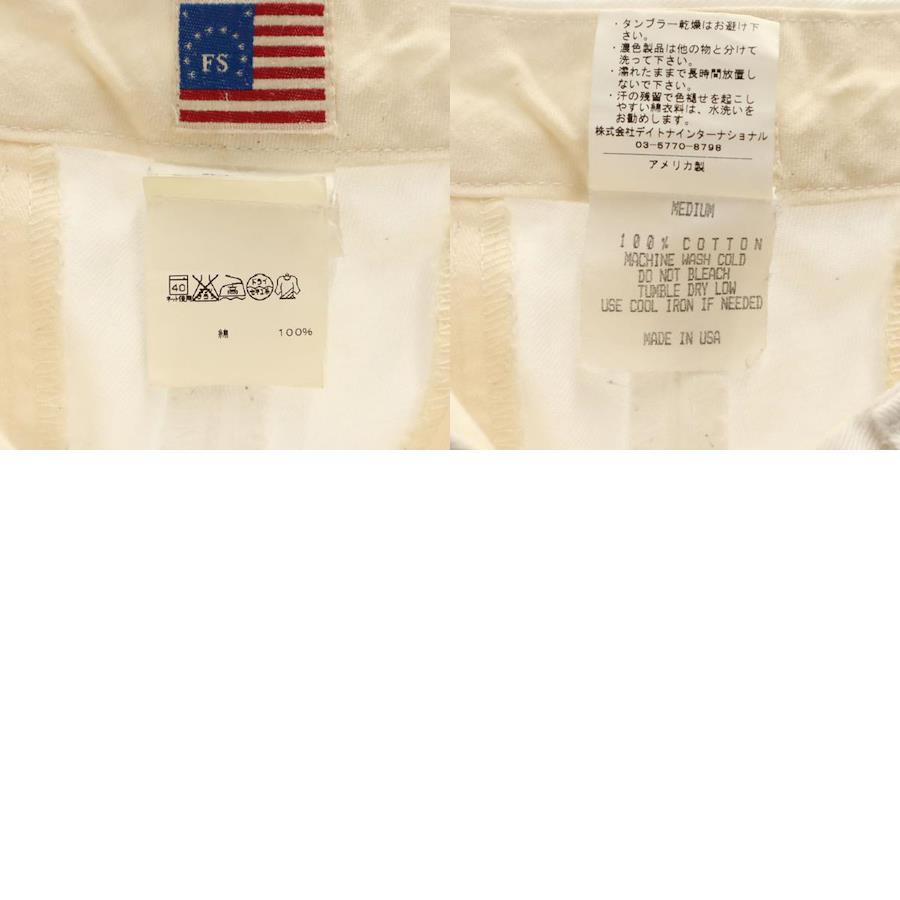 FS
40
ネット使用
高
ドライ
セキユ系
綿 100%
・タンブラー乾燥はお避け下
さい。
・濃色製品は他の物と分けて
洗って下さい。
・濡れたままで長時間放置し
ないで下さい。
・汗の残留で色褪せを起こし
やすい綿衣料は、水洗いを
お勧めします。
株式会社デイトナインターナショナル
03-5770-8798
アメリカ製
MEDIUM
100% COTTON
MACHINE WASH COLD
DO NOT BLEACH
TUMBLE DRY LOW
USE COOL IRON IF NEEDED
MADE IN USA